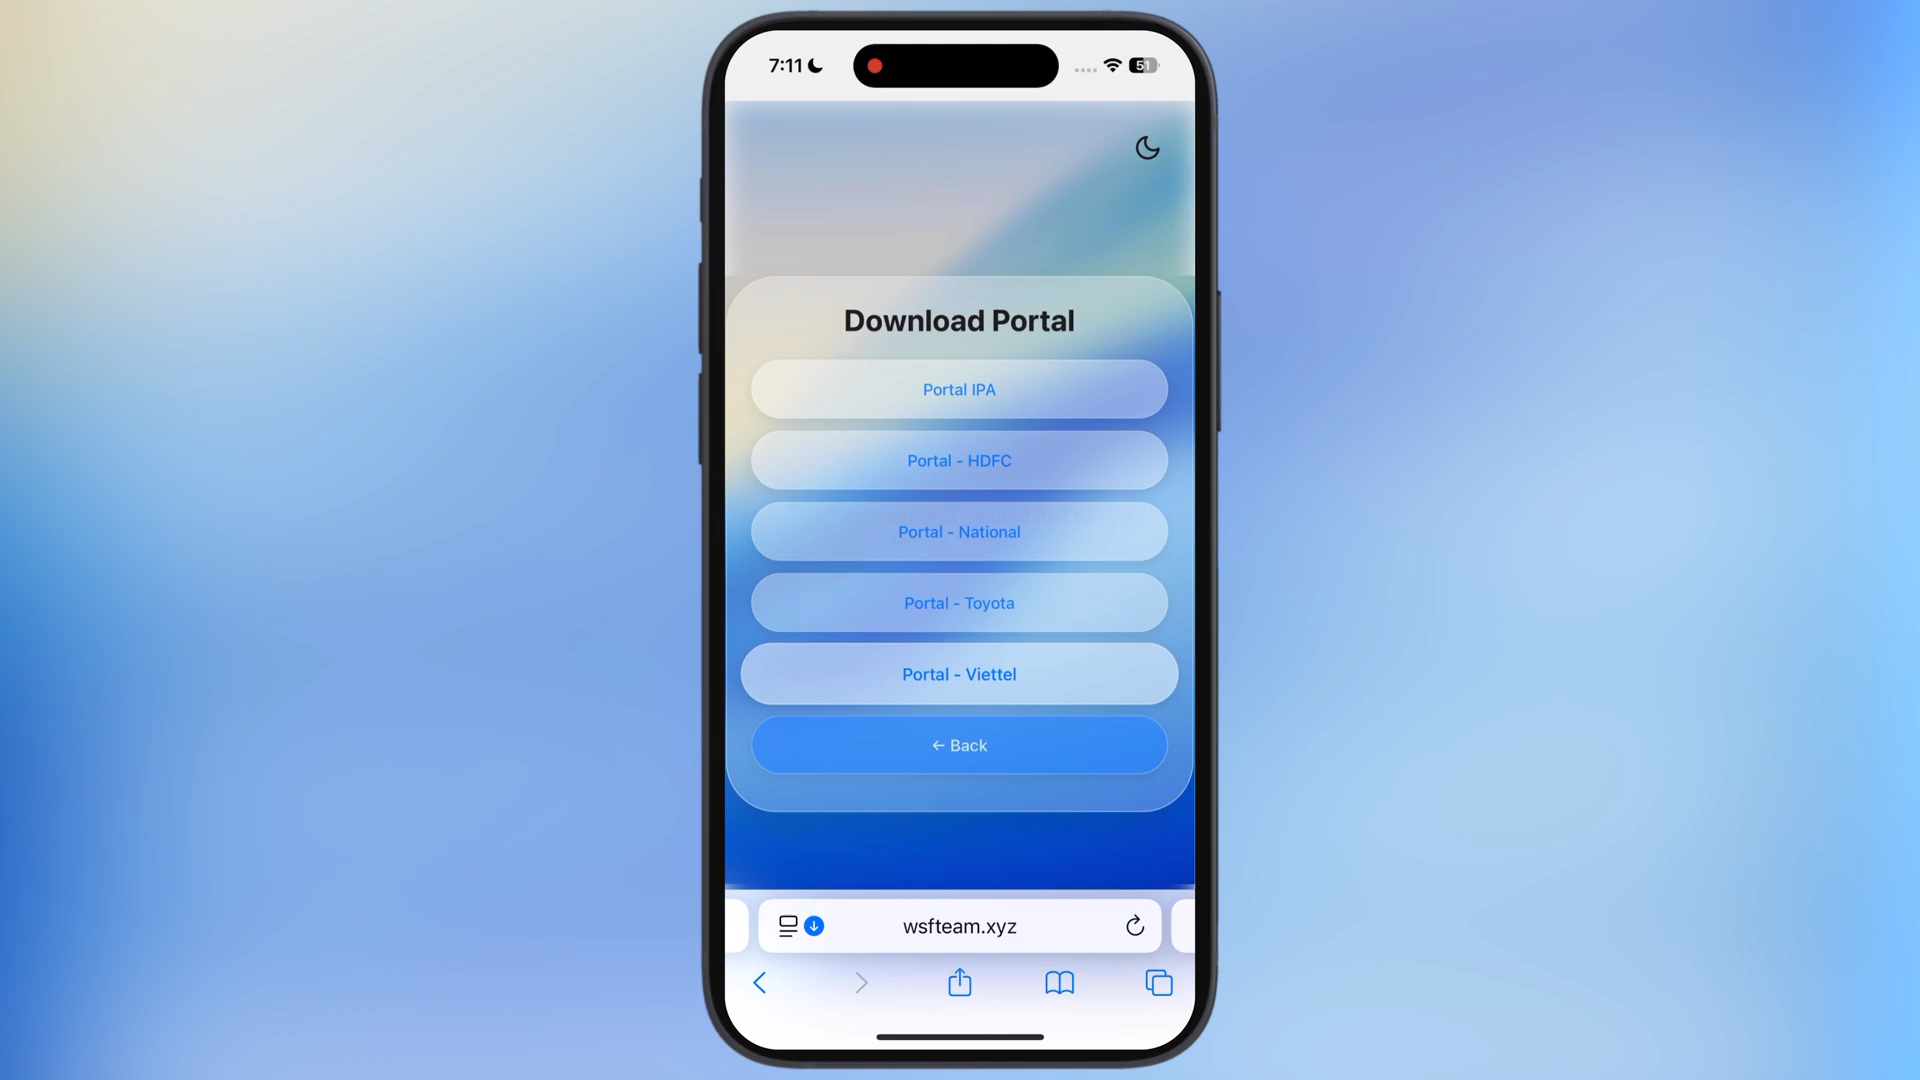 7:11
51
Download Portal
Portal IPA
Portal - HDFC
Portal - National
Portal - Toyota
Portal - Viettel
← Back
wsfteam.xyz